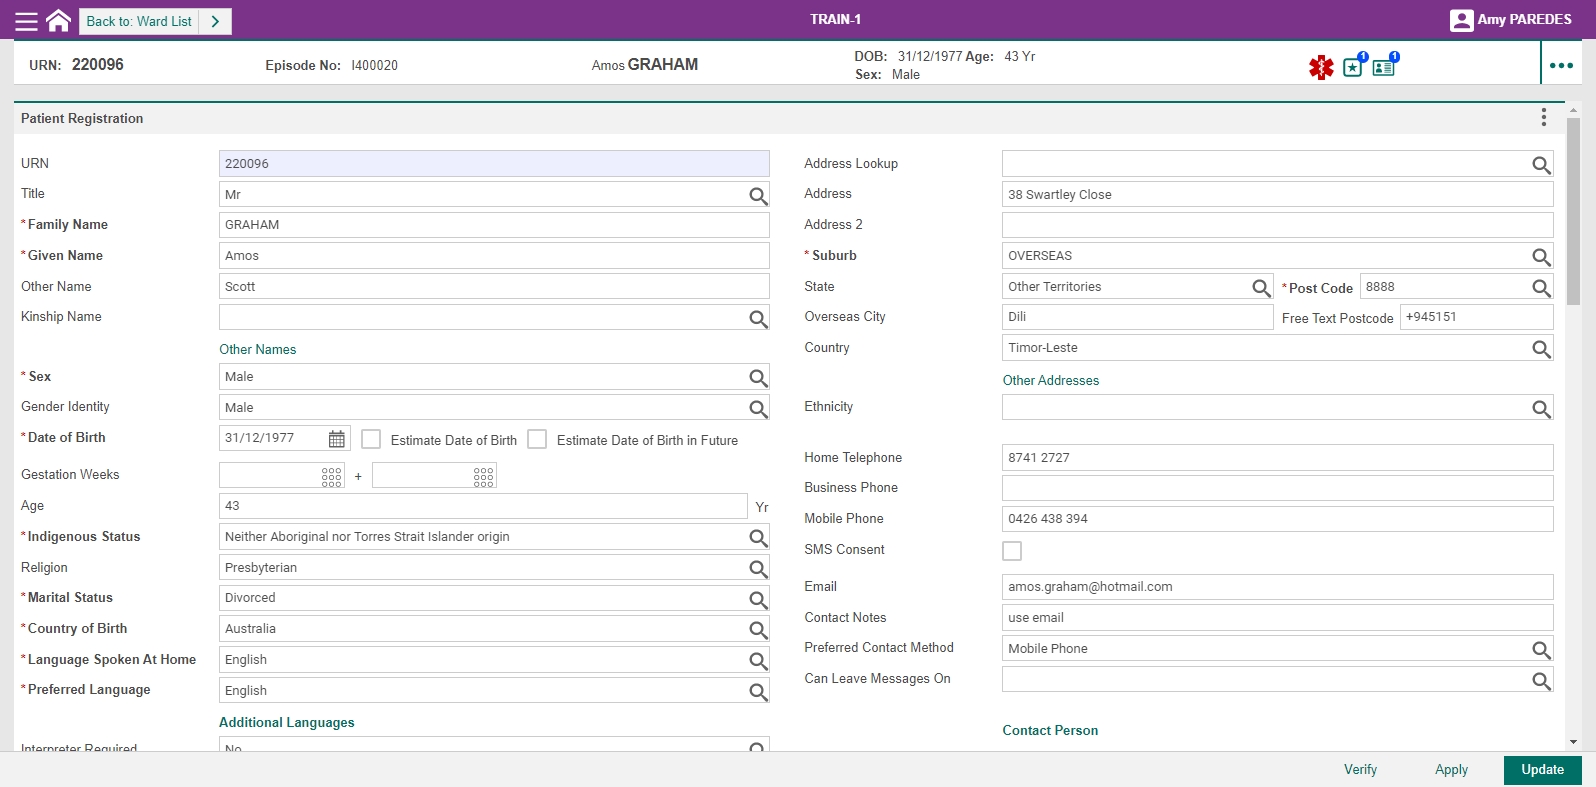 Back to: Ward List
TRAIN-1
Amy PAREDES
URN: 220096
Episode No: I400020
Amos GRAHAM
DOB: 31/12/1977 Age: 43 Yr
Sex: Male
1
1
Patient Registration
URN 220096
Title Mr
*Family Name GRAHAM
*Given Name Amos
Other Name Scott
Kinship Name
Other Names
*Sex Male
Gender Identity Male
*Date of Birth 31/12/1977 Estimate Date of Birth Estimate Date of Birth in Future
Gestation Weeks +
Age 43 Yr
*Indigenous Status Neither Aboriginal nor Torres Strait Islander origin
Religion Presbyterian
*Marital Status Divorced
*Country of Birth Australia
*Language Spoken At Home English
*Preferred Language English
Additional Languages
Interpreter Required No
Address Lookup
Address 38 Swartley Close
Address 2
*Suburb OVERSEAS
State Other Territories *Post Code 8888
Overseas City Dili Free Text Postcode +945151
Country Timor-Leste
Other Addresses
Ethnicity
Home Telephone 8741 2727
Business Phone
Mobile Phone 0426 438 394
SMS Consent
Email amos.graham@hotmail.com
Contact Notes use email
Preferred Contact Method Mobile Phone
Can Leave Messages On
Contact Person
Verify
Apply
Update